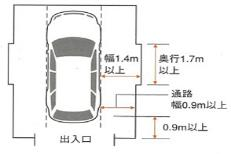 幅1.4m
以上
奥行1.7m
以上
通路
幅0.9m以上
0.9m以上
出入口